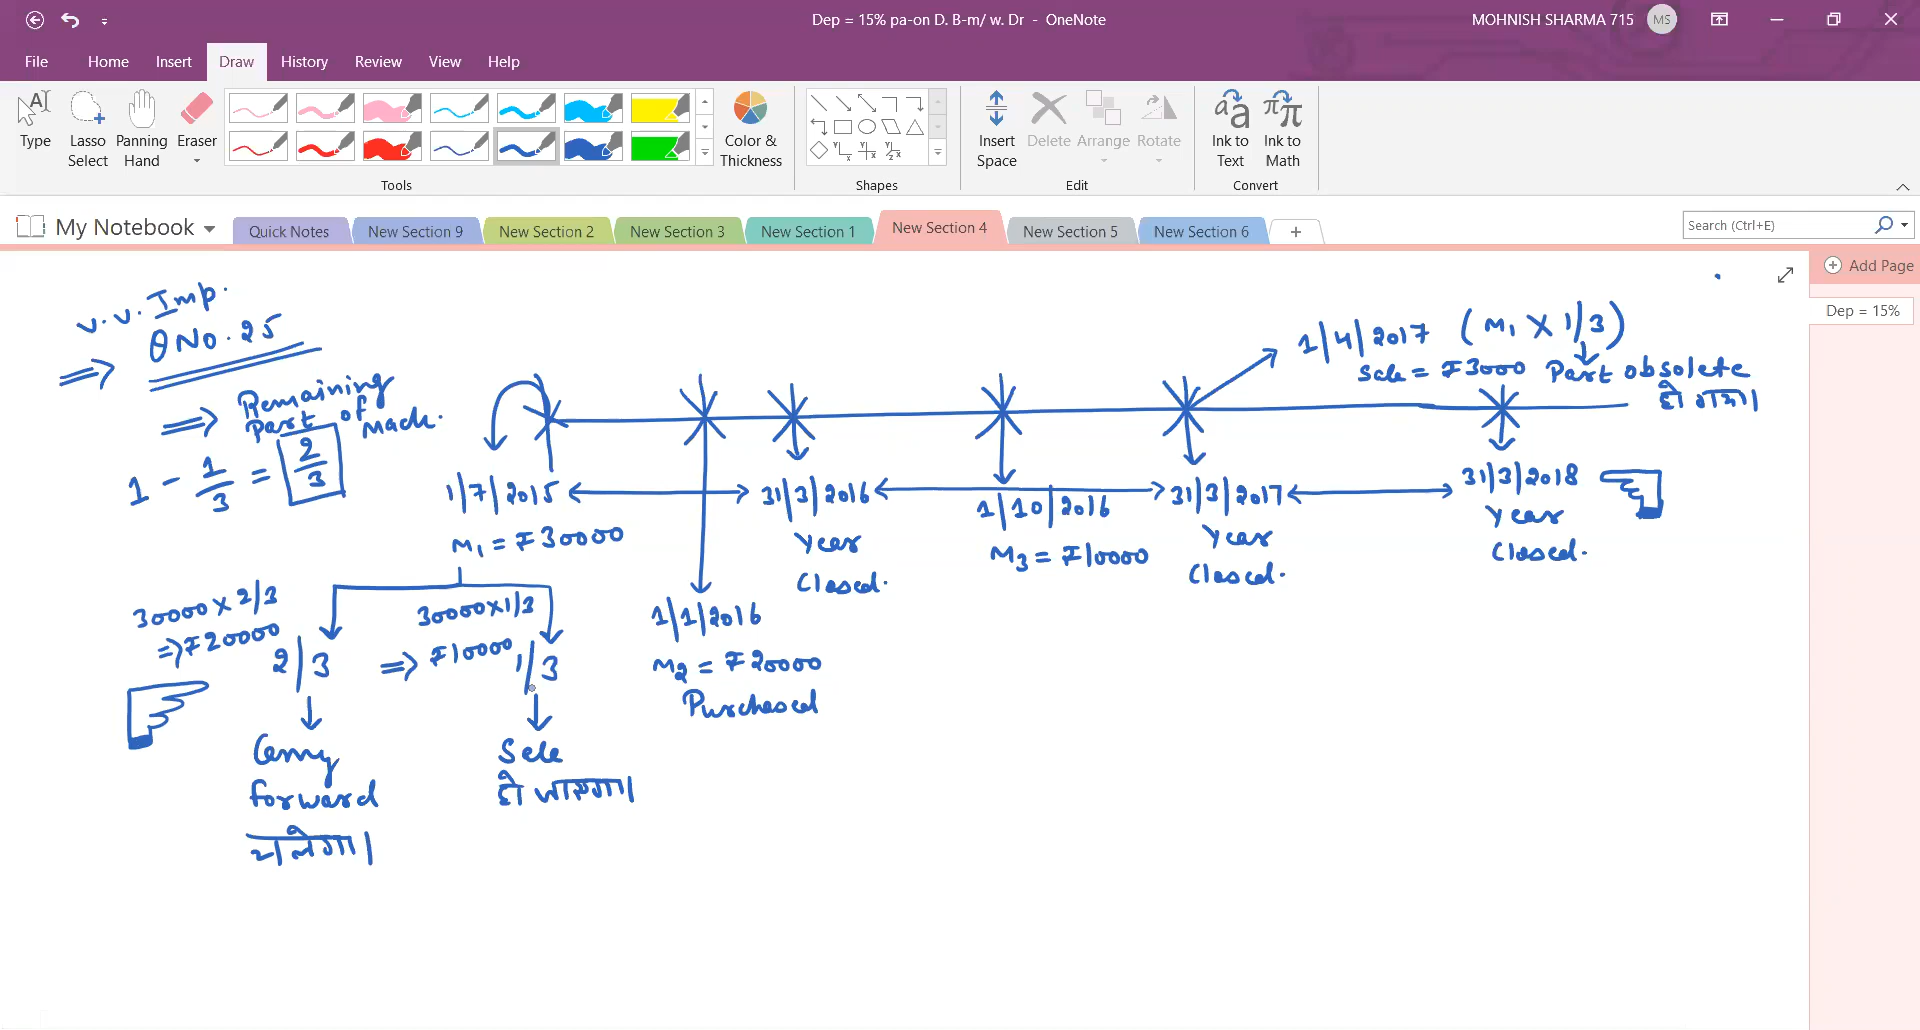 Dep = 15% pa-on D. B-m/ w. Dr - OneNote
MOHNISH SHARMA 715
MS
File
Home
Insert
Draw
History
Review
View
Help
Type
Lasso Select
Panning Hand
Eraser
Color & Thickness
Insert Space
Delete
Arrange
Rotate
Ink to Text
Ink to Math
Tools
Shapes
Edit
Convert
My Notebook
Quick Notes
New Section 9
New Section 2
New Section 3
New Section 1
New Section 4
New Section 5
New Section 6
Search (Ctrl+E)
Add Page
Dep = 15%
v.v. Imp.
Q No. 25
⇒ Remaining
Part of
Mach.
1 - 1/3 = 2/3
1/4/2017 (M1 X 1/3)
Sale = ₹3000 Part obsolete
हो गया।
1/7/2015
M1 = ₹30000
31/3/2016
Year
Closed.
1/10/2016
M3 = ₹10000
31/3/2017
Year
Closed.
31/3/2018
Year
Closed.
1/1/2016
M2 = ₹20000
Purchased
30000 x 2/3
⇒ ₹20000
2/3
30000 x 1/3
⇒ ₹10000
1/3
Carry
forward
Sale
हो जाएगा।